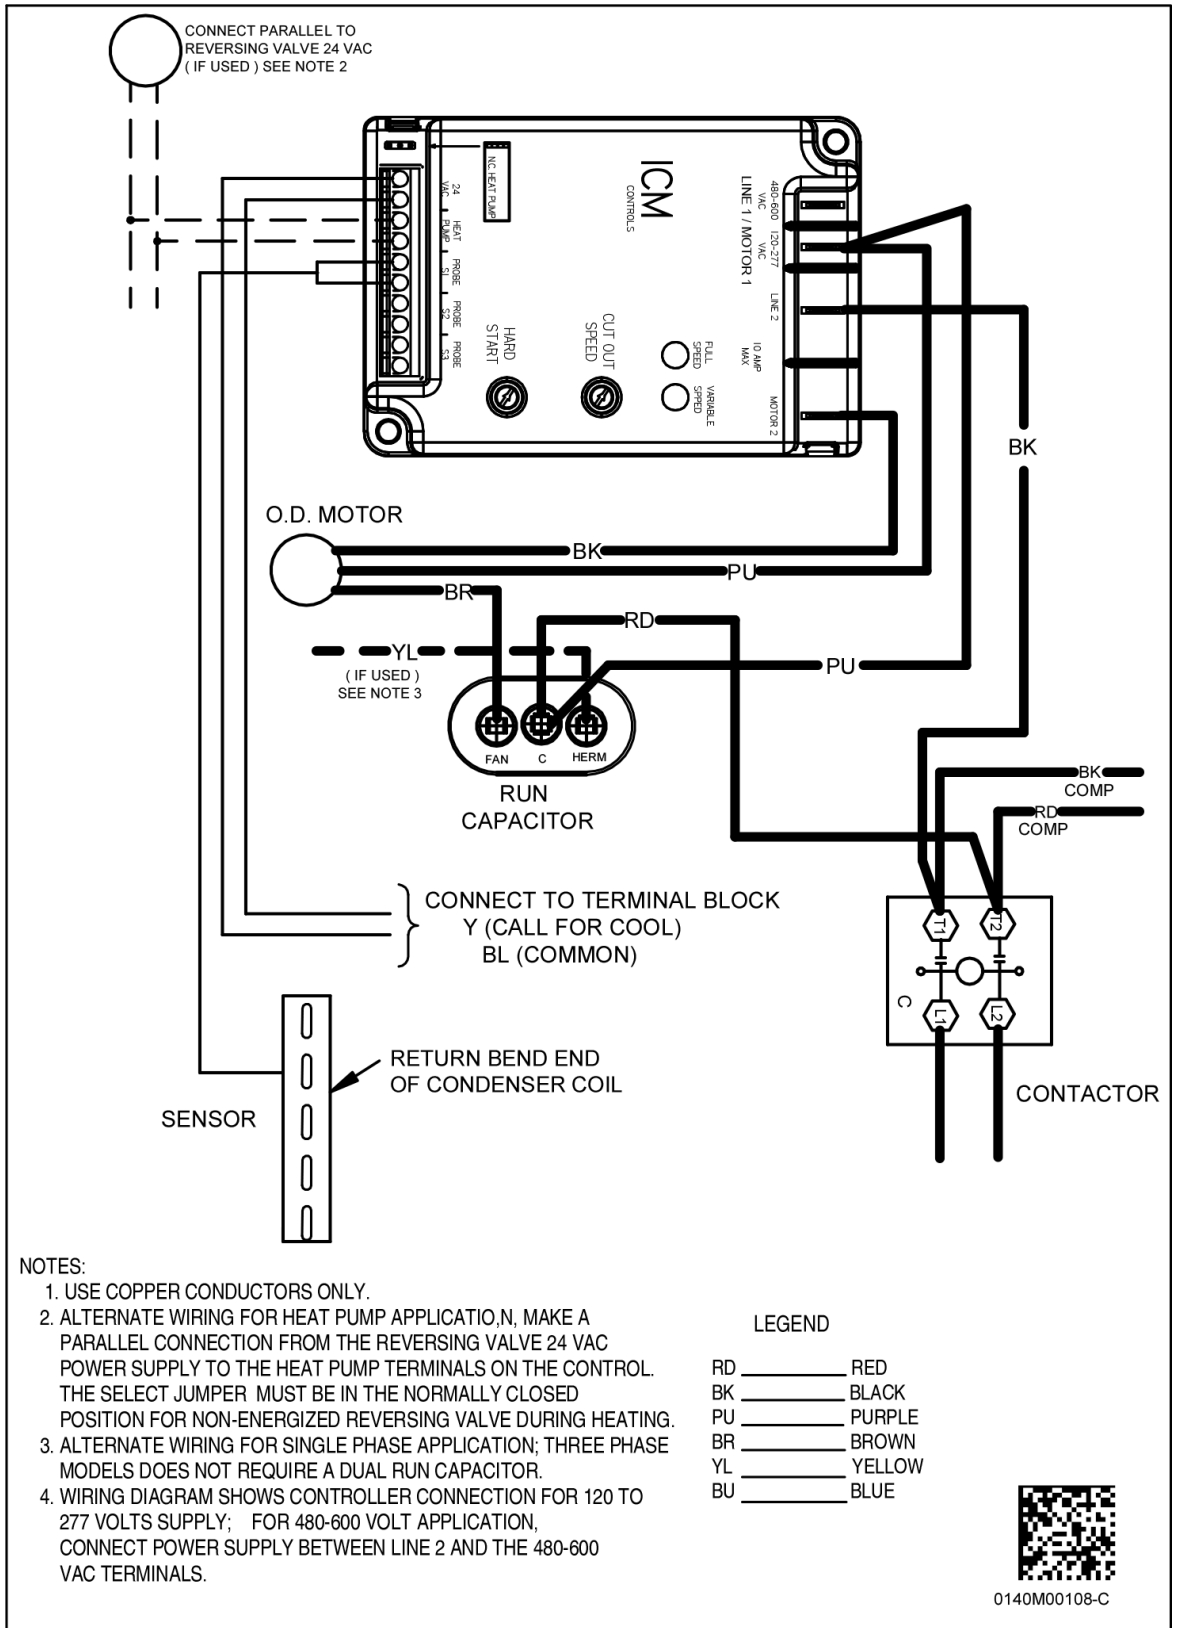 CONNECT PARALLEL TO
REVERSING VALVE 24 VAC
( IF USED ) SEE NOTE 2
N.C. HEAT PUMP
ICM
CONTROLS
24
VAC
HEAT
PUMP
PROBE
S1
PROBE
S2
PROBE
S3
HARD
START
CUT OUT
SPEED
FULL
SPEED
VARIABLE
SPPED
480-600
VAC
120-277
VAC
LINE 1 / MOTOR 1
LINE 2
10 AMP
MAX
MOTOR 2
BK
O.D. MOTOR
BK
PU
BR
RD
YL
( IF USED )
SEE NOTE 3
PU
FAN
C
HERM
RUN
CAPACITOR
BK
COMP
RD
COMP
CONNECT TO TERMINAL BLOCK
Y (CALL FOR COOL)
BL (COMMON)
T1
T2
C
L1
L2
CONTACTOR
RETURN BEND END
OF CONDENSER COIL
SENSOR
NOTES:
1. USE COPPER CONDUCTORS ONLY.
2. ALTERNATE WIRING FOR HEAT PUMP APPLICATIO,N, MAKE A
PARALLEL CONNECTION FROM THE REVERSING VALVE 24 VAC
POWER SUPPLY TO THE HEAT PUMP TERMINALS ON THE CONTROL.
THE SELECT JUMPER MUST BE IN THE NORMALLY CLOSED
POSITION FOR NON-ENERGIZED REVERSING VALVE DURING HEATING.
3. ALTERNATE WIRING FOR SINGLE PHASE APPLICATION; THREE PHASE
MODELS DOES NOT REQUIRE A DUAL RUN CAPACITOR.
4. WIRING DIAGRAM SHOWS CONTROLLER CONNECTION FOR 120 TO
277 VOLTS SUPPLY; FOR 480-600 VOLT APPLICATION,
CONNECT POWER SUPPLY BETWEEN LINE 2 AND THE 480-600
VAC TERMINALS.
LEGEND
RD ________ RED
BK ________ BLACK
PU ________ PURPLE
BR ________ BROWN
YL ________ YELLOW
BU ________ BLUE
0140M00108-C